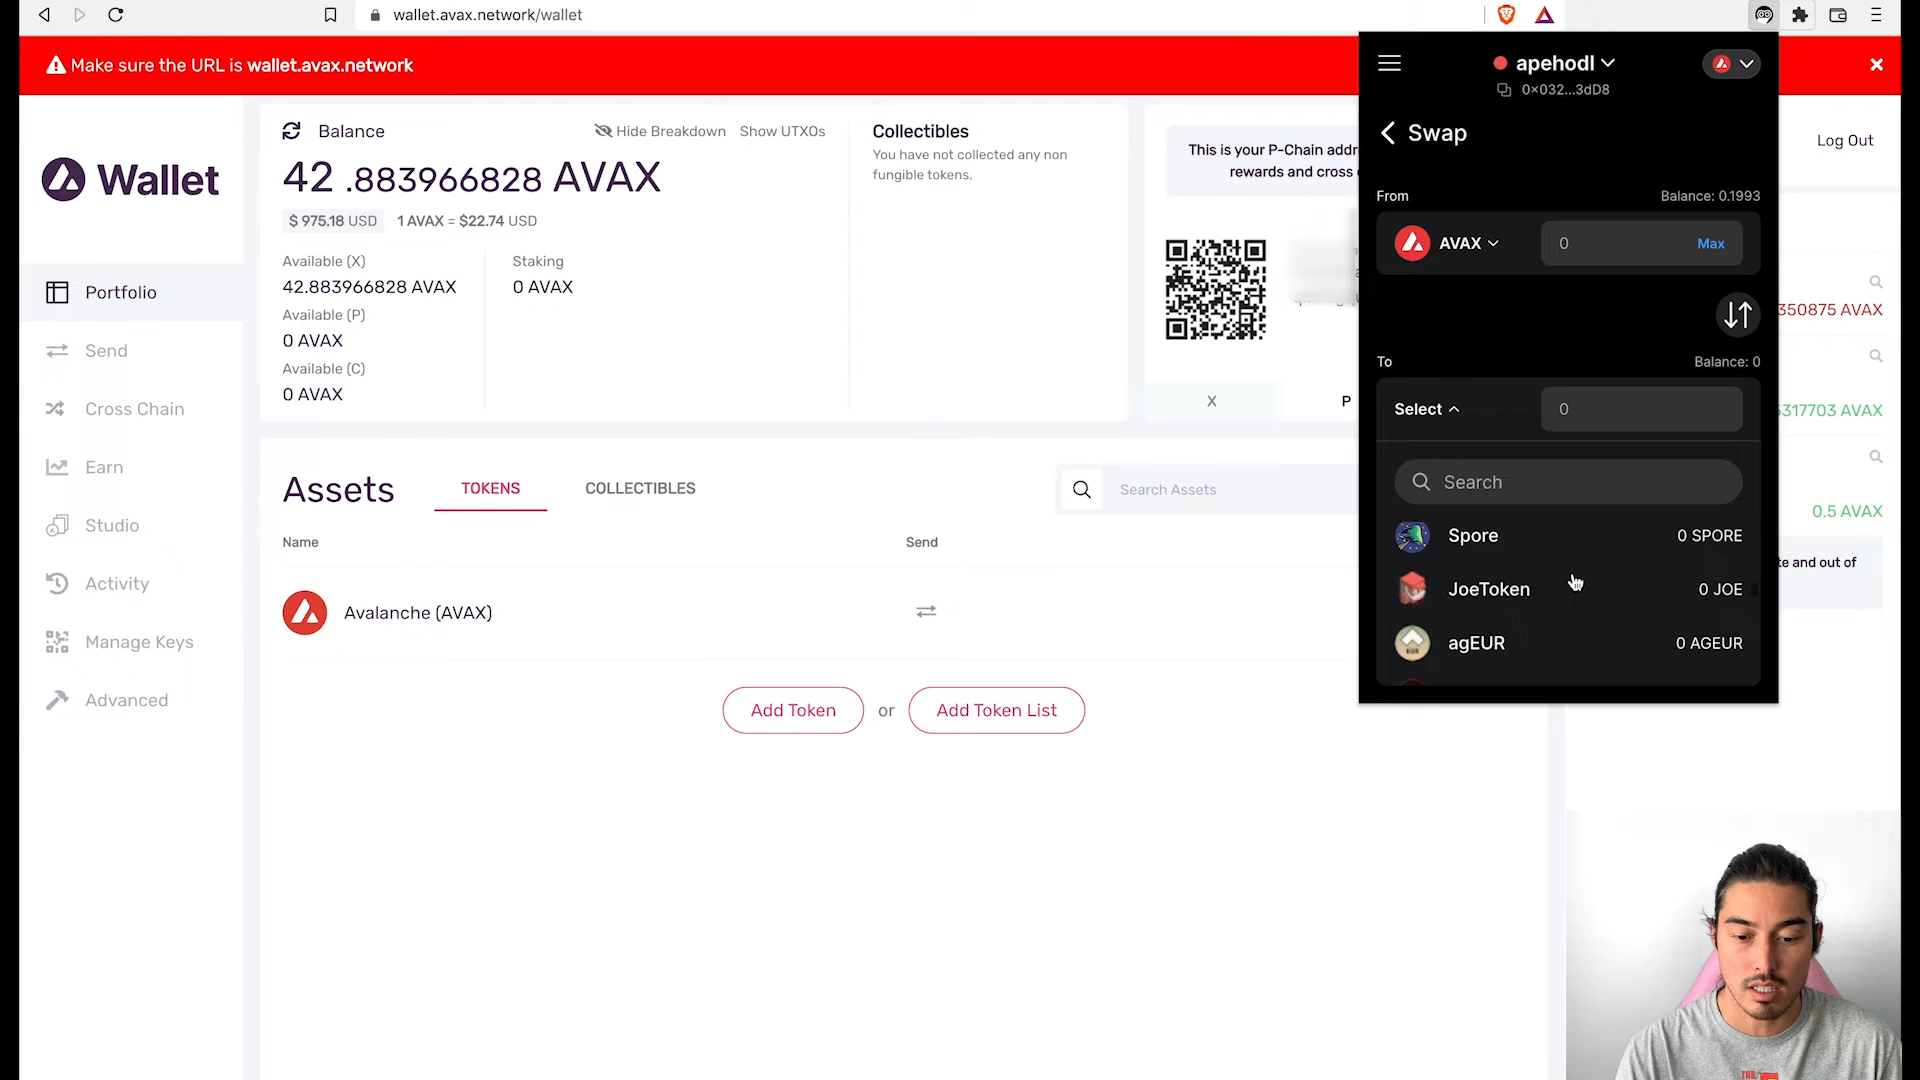 wallet.avax.network/wallet
Make sure the URL is wallet.avax.network
Wallet
Portfolio
Send
Cross Chain
Earn
Studio
Activity
Manage Keys
Advanced
Balance
Hide Breakdown
Show UTXOs
42 .883966828 AVAX
$ 975.18 USD
1 AVAX = $22.74 USD
Available (X)
42.883966828 AVAX
Available (P)
0 AVAX
Available (C)
0 AVAX
Staking
0 AVAX
Collectibles
You have not collected any non
fungible tokens.
This is your P-Chain addr
rewards and cross
X
P
Assets
TOKENS
COLLECTIBLES
Search Assets
Name
Send
Avalanche (AVAX)
Add Token
or
Add Token List
apehodl
0x032...3dD8
Swap
From
Balance: 0.1993
AVAX
0
Max
To
Balance: 0
Select
0
Search
Spore
0 SPORE
JoeToken
0 JOE
agEUR
0 AGEUR
Log Out
350875 AVAX
317703 AVAX
0.5 AVAX
te and out of